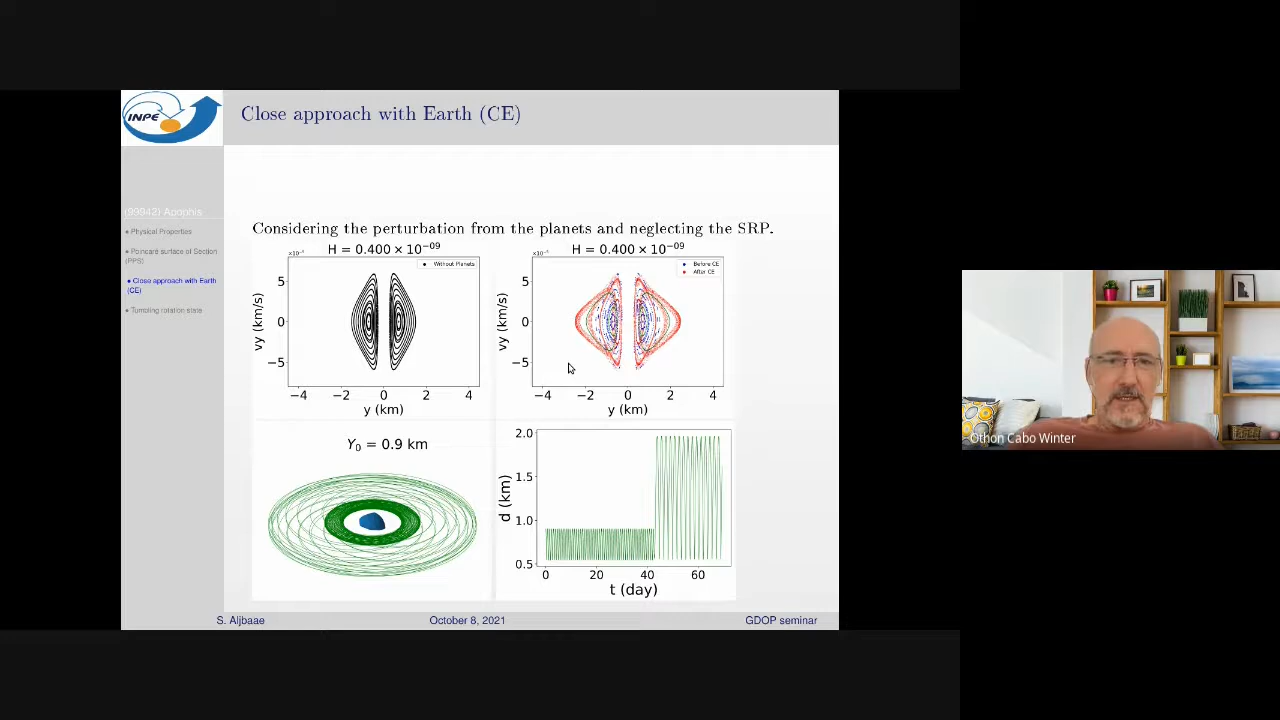 INPE
Close approach with Earth (CE)
(99942) Apophis
• Physical Properties
• Poincaré surface of Section
(PPS)
• Close approach with Earth
(CE)
• Tumoling rotation state
Considering the perturbation from the planets and neglecting the SRP.
H = 0.400 × 10⁻⁰⁹
Without Planets
5
0
−5
vy (km/s)
−4 −2 0 2 4
y (km)
H = 0.400 × 10⁻⁰⁹
Before CE
After CE
5
0
−5
vy (km/s)
−4 −2 0 2 4
y (km)
Y₀ = 0.9 km
2.0
1.5
1.0
0.5
d (km)
0 20 40 60
t (day)
S. Aljbaae October 8, 2021 GDOP seminar
Othon Cabo Winter